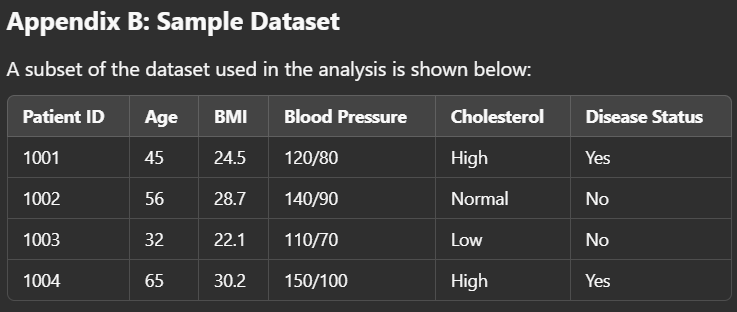 Appendix B: Sample Dataset
A subset of the dataset used in the analysis is shown below:
Patient ID Age BMI Blood Pressure Cholesterol Disease Status
1001 45 24.5 120/80 High Yes
1002 56 28.7 140/90 Normal No
1003 32 22.1 110/70 Low No
1004 65 30.2 150/100 High Yes